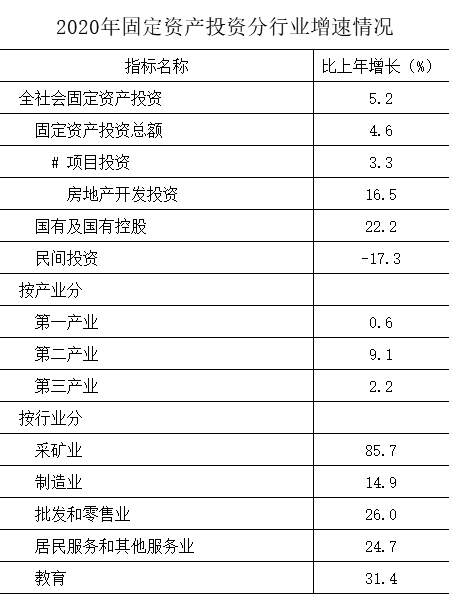 2020年固定资产投资分行业增速情况
指标名称 比上年增长（%）
全社会固定资产投资 5.2
固定资产投资总额 4.6
# 项目投资 3.3
房地产开发投资 16.5
国有及国有控股 22.2
民间投资 -17.3
按产业分
第一产业 0.6
第二产业 9.1
第三产业 2.2
按行业分
采矿业 85.7
制造业 14.9
批发和零售业 26.0
居民服务和其他服务业 24.7
教育 31.4